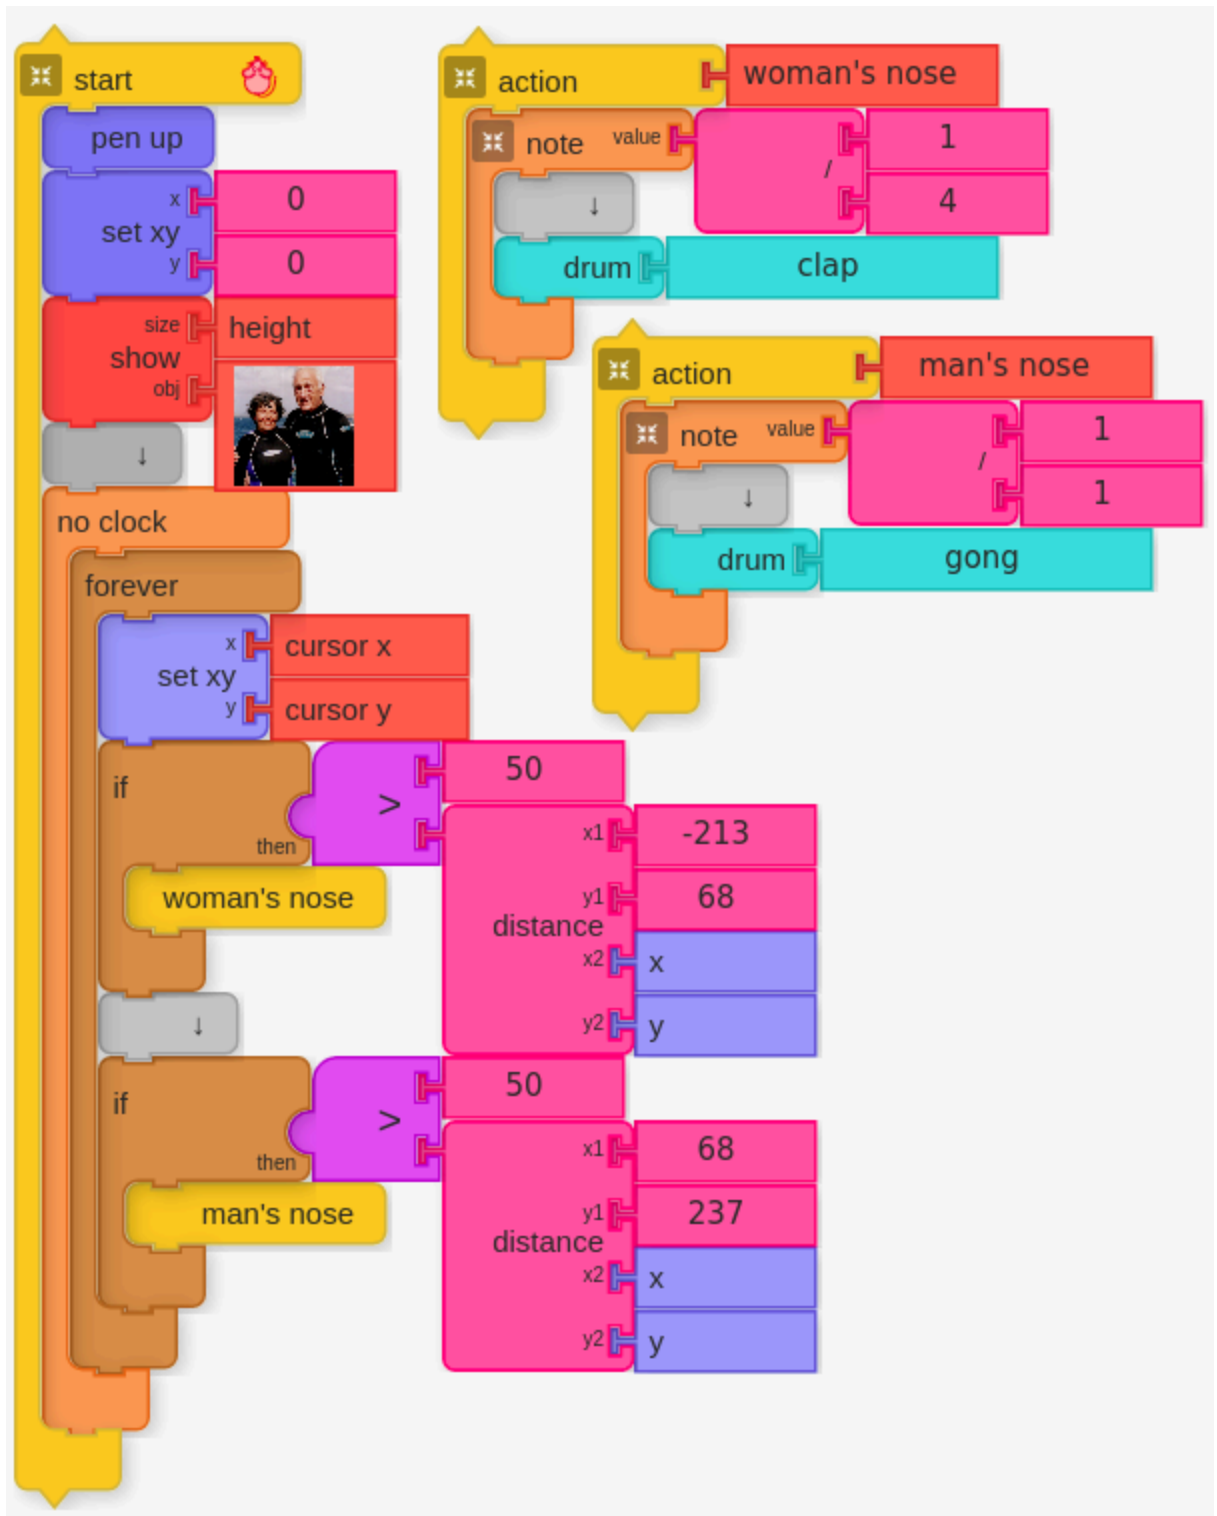 start
pen up
x 0
set xy
y 0
size height
show
obj
↓
no clock
forever
x cursor x
set xy
y cursor y
if
> 50
then
x1 -213
y1 68
distance
x2 x
y2 y
woman's nose
↓
if
> 50
then
x1 68
y1 237
distance
x2 x
y2 y
man's nose
action woman's nose
note value 1
/
4
↓
drum clap
action man's nose
note value 1
/
1
↓
drum gong